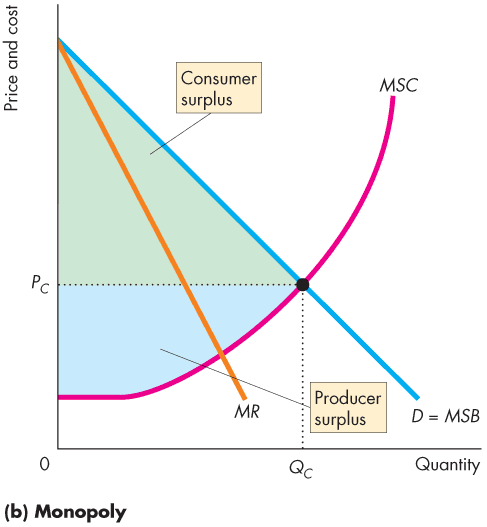 Price and cost
Consumer
surplus
MSC
P_C
MR
Producer
surplus
D = MSB
0
Q_C
Quantity
(b) Monopoly